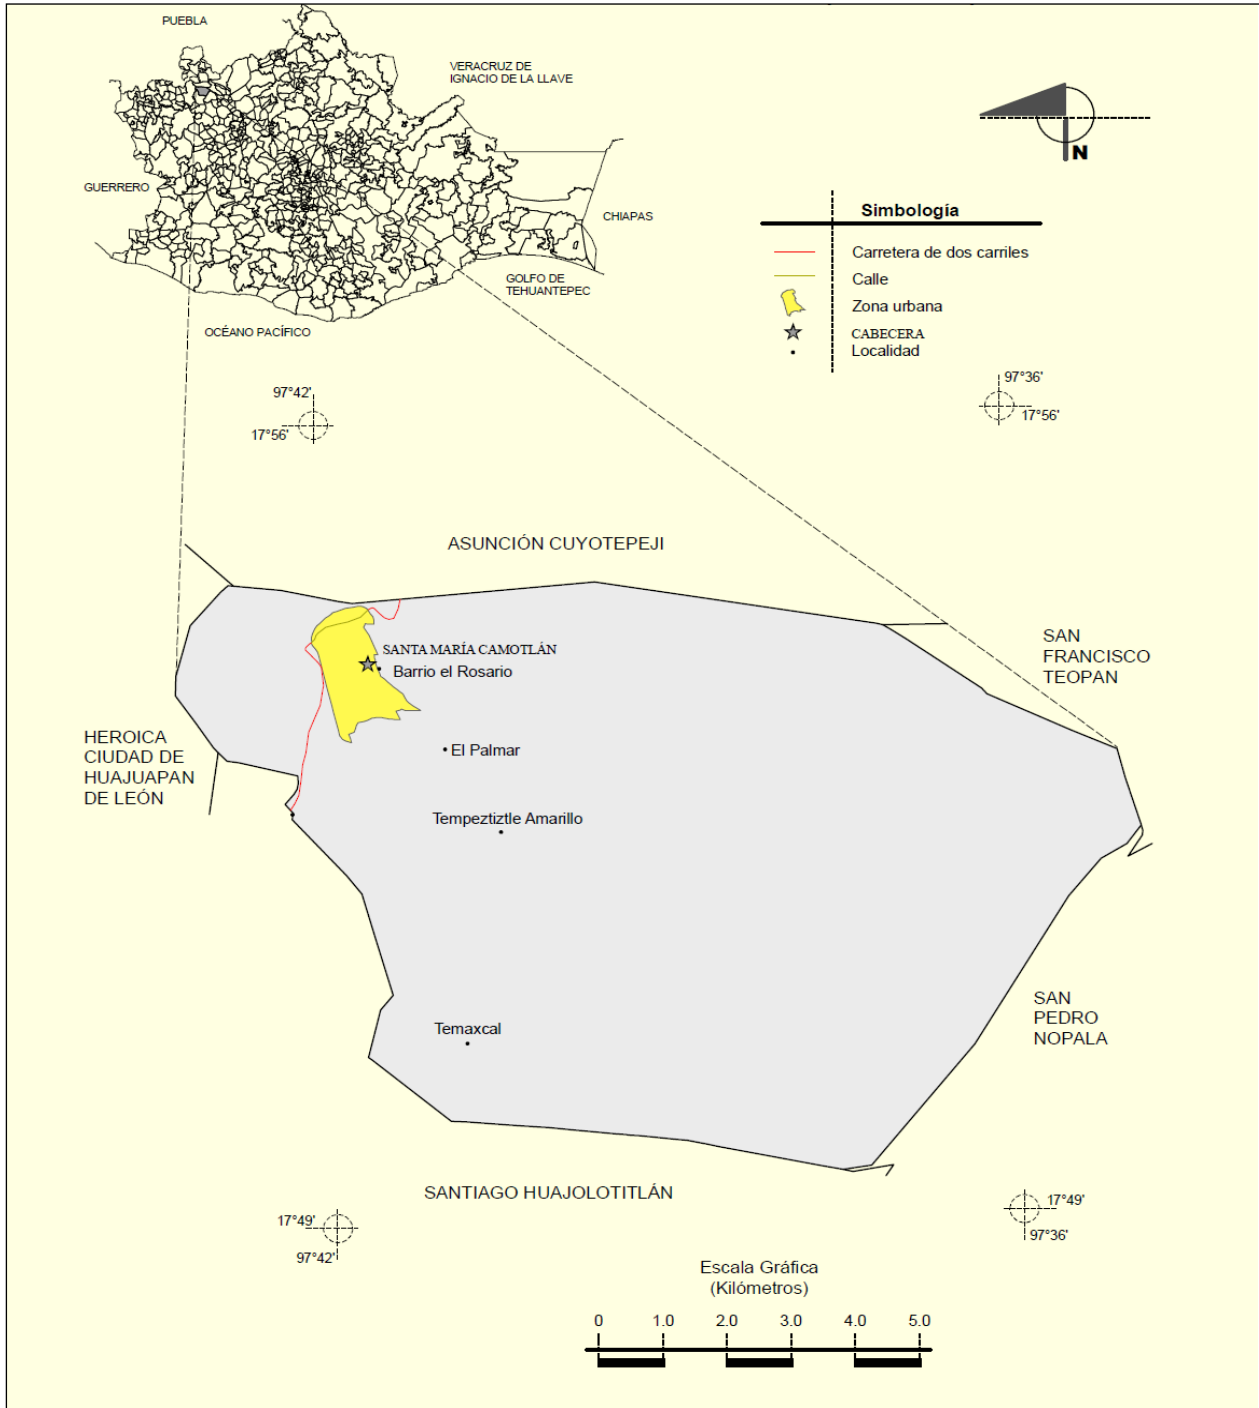 PUEBLA
VERACRUZ DE
IGNACIO DE LA LLAVE
GUERRERO
CHIAPAS
GOLFO DE
TEHUANTEPEC
OCÉANO PACÍFICO
N
Simbología
Carretera de dos carriles
Calle
Zona urbana
CABECERA
Localidad
97°42'
17°56'
97°36'
17°56'
ASUNCIÓN CUYOTEPEJI
SAN
FRANCISCO
TEOPAN
SANTA MARÍA CAMOTLÁN
Barrio el Rosario
HEROICA
CIUDAD DE
HUAJUAPAN
DE LEÓN
El Palmar
Tempeztiztle Amarillo
SAN
PEDRO
NOPALA
Temaxcal
SANTIAGO HUAJOLOTITLÁN
17°49'
97°42'
17°49'
97°36'
Escala Gráfica
(Kilómetros)
0 1.0 2.0 3.0 4.0 5.0